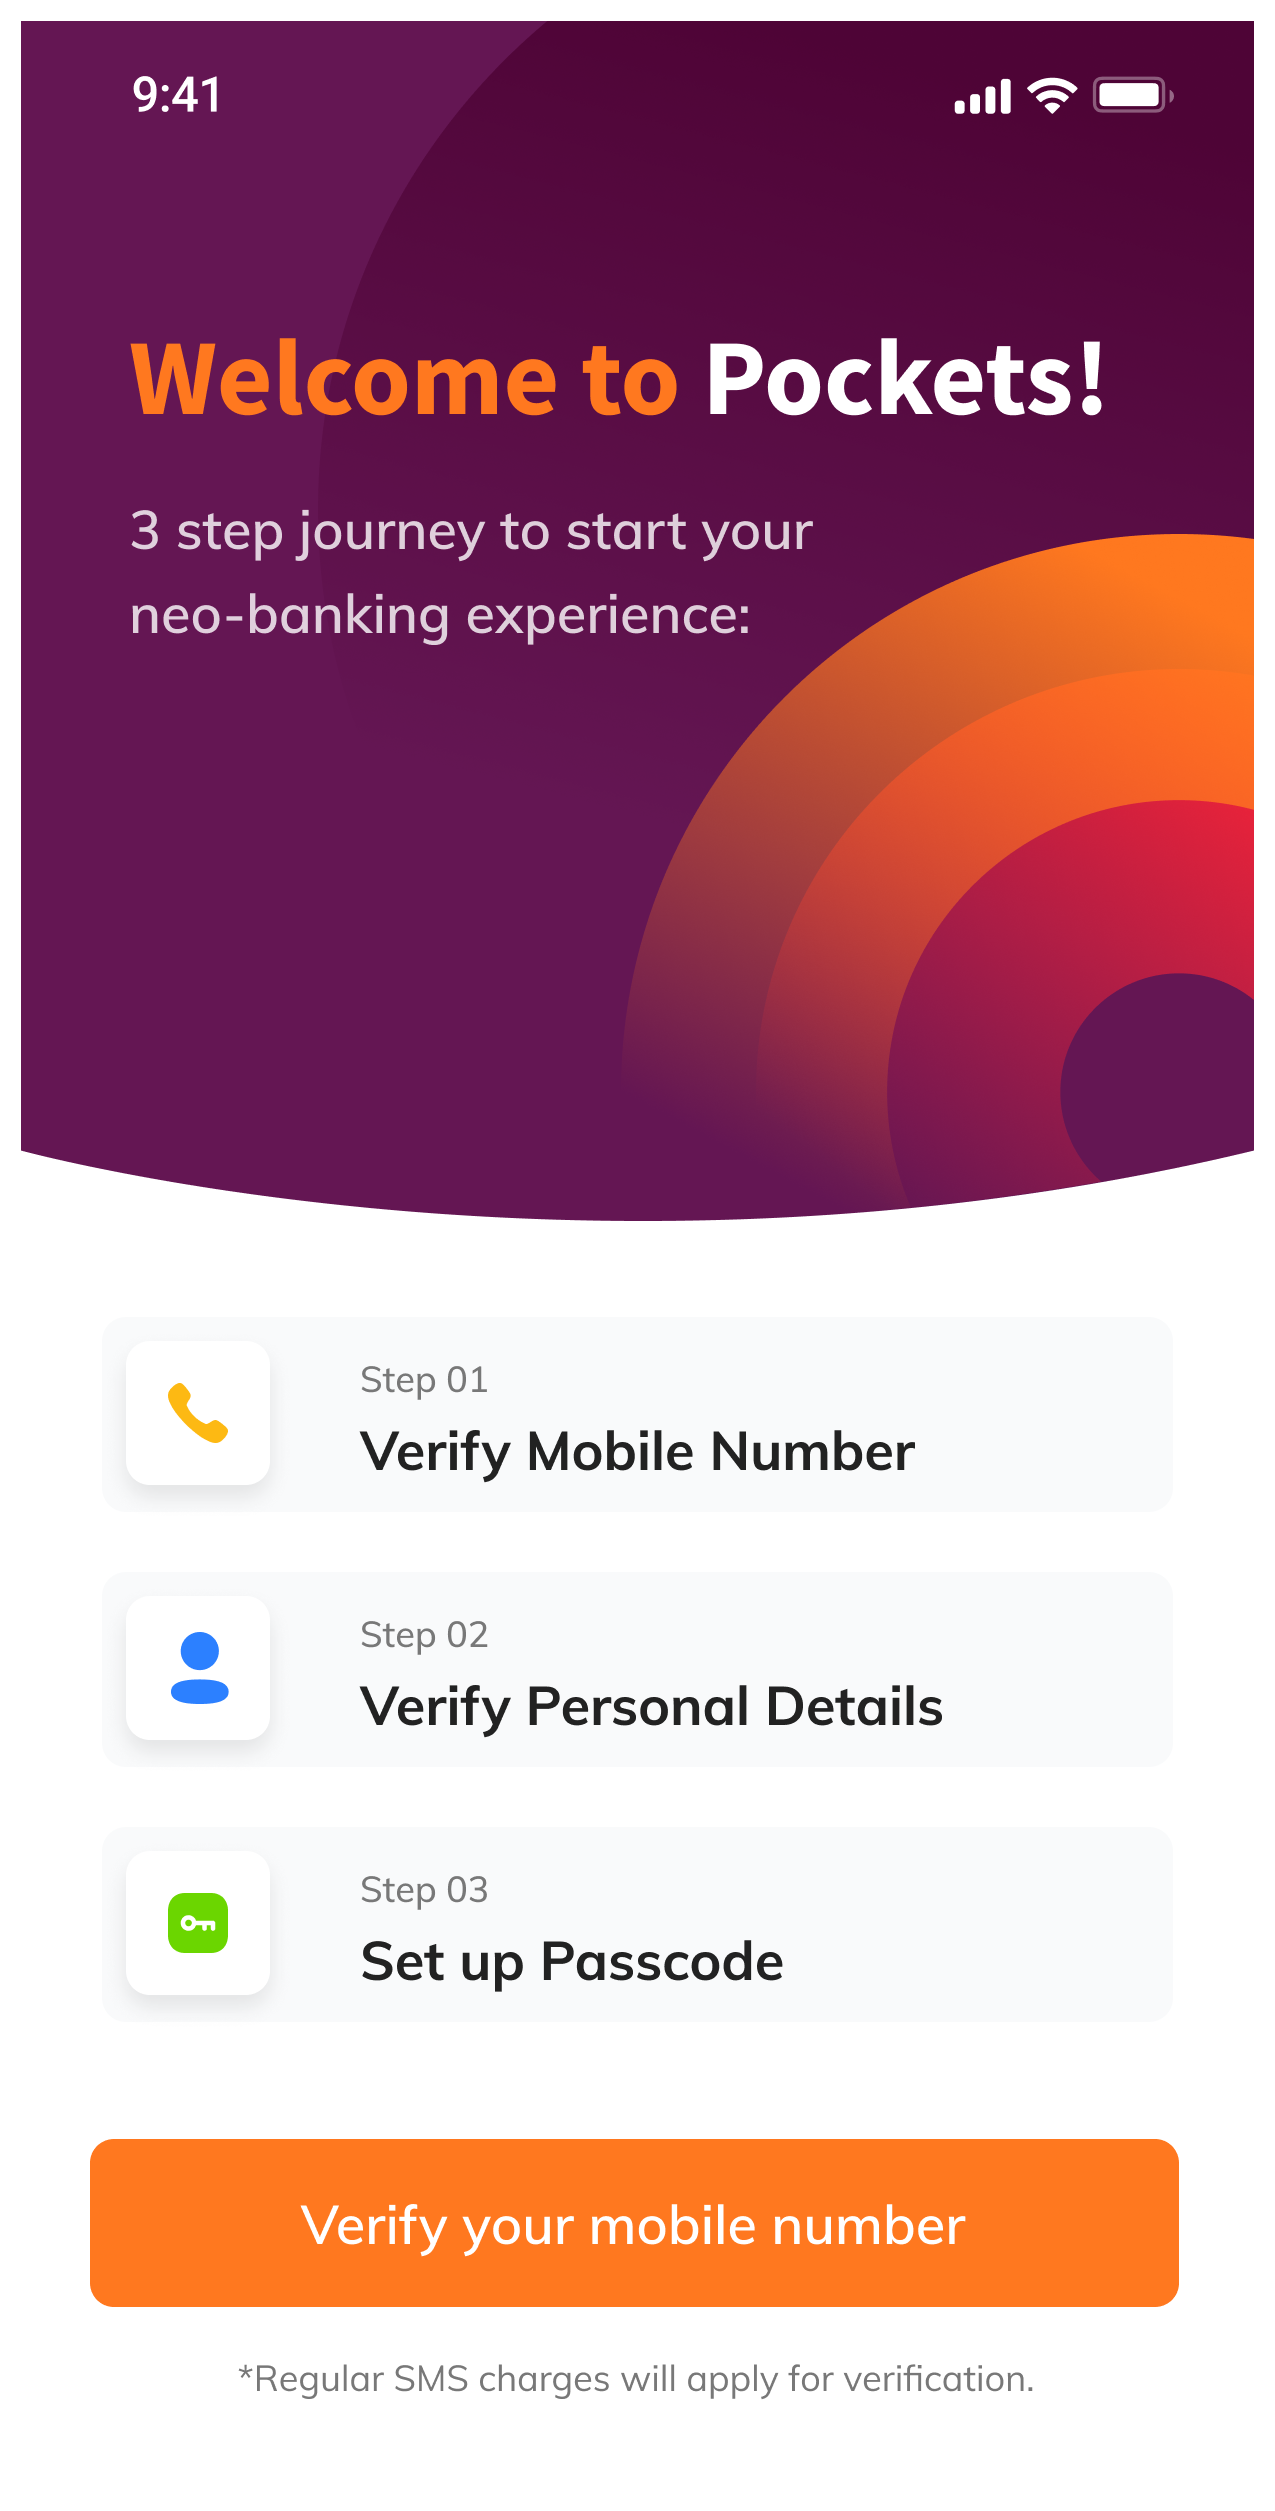 9:41
Welcome to Pockets!
3 step journey to start your
neo-banking experience:
Step 01
Verify Mobile Number
Step 02
Verify Personal Details
Step 03
Set up Passcode
Verify your mobile number
*Regular SMS charges will apply for verification.